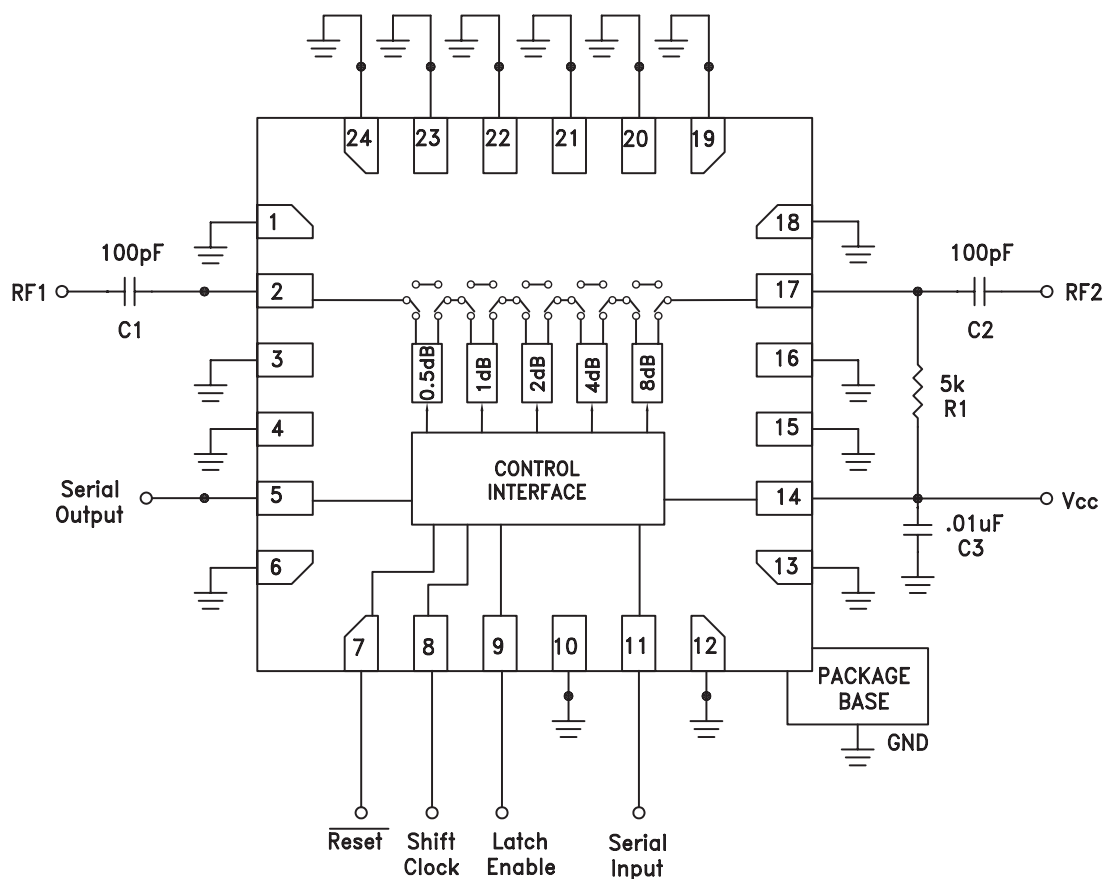 24 23 22 21 20 19
1 18
100pF 100pF
RF1 2 17 RF2
C1 C2
3 16
0.5dB 1dB 2dB 4dB 8dB
5k
R1
4 15
CONTROL
INTERFACE
Serial
Output
5 14 Vcc
.01uF
C3
6 13
7 8 9 10 11 12
PACKAGE
BASE
GND
Reset
Shift
Clock
Latch
Enable
Serial
Input